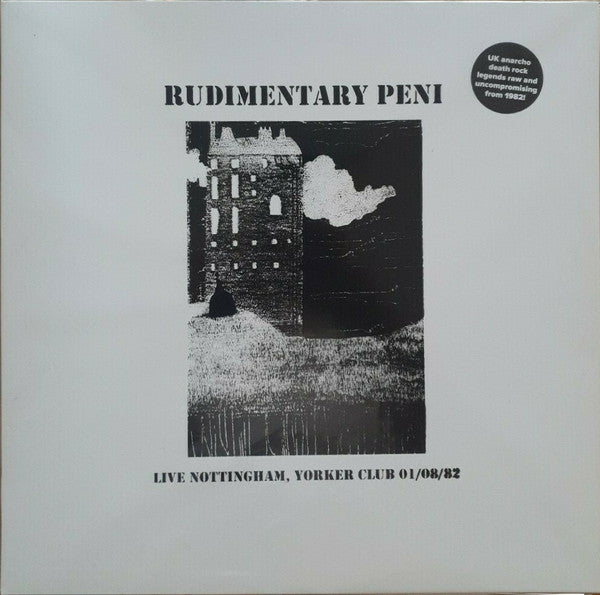 RUDIMENTARY PENI
UK anarcho
death rock
legends raw and
uncompromising
from 1982!
LIVE NOTTINGHAM, YORKER CLUB 01/08/82